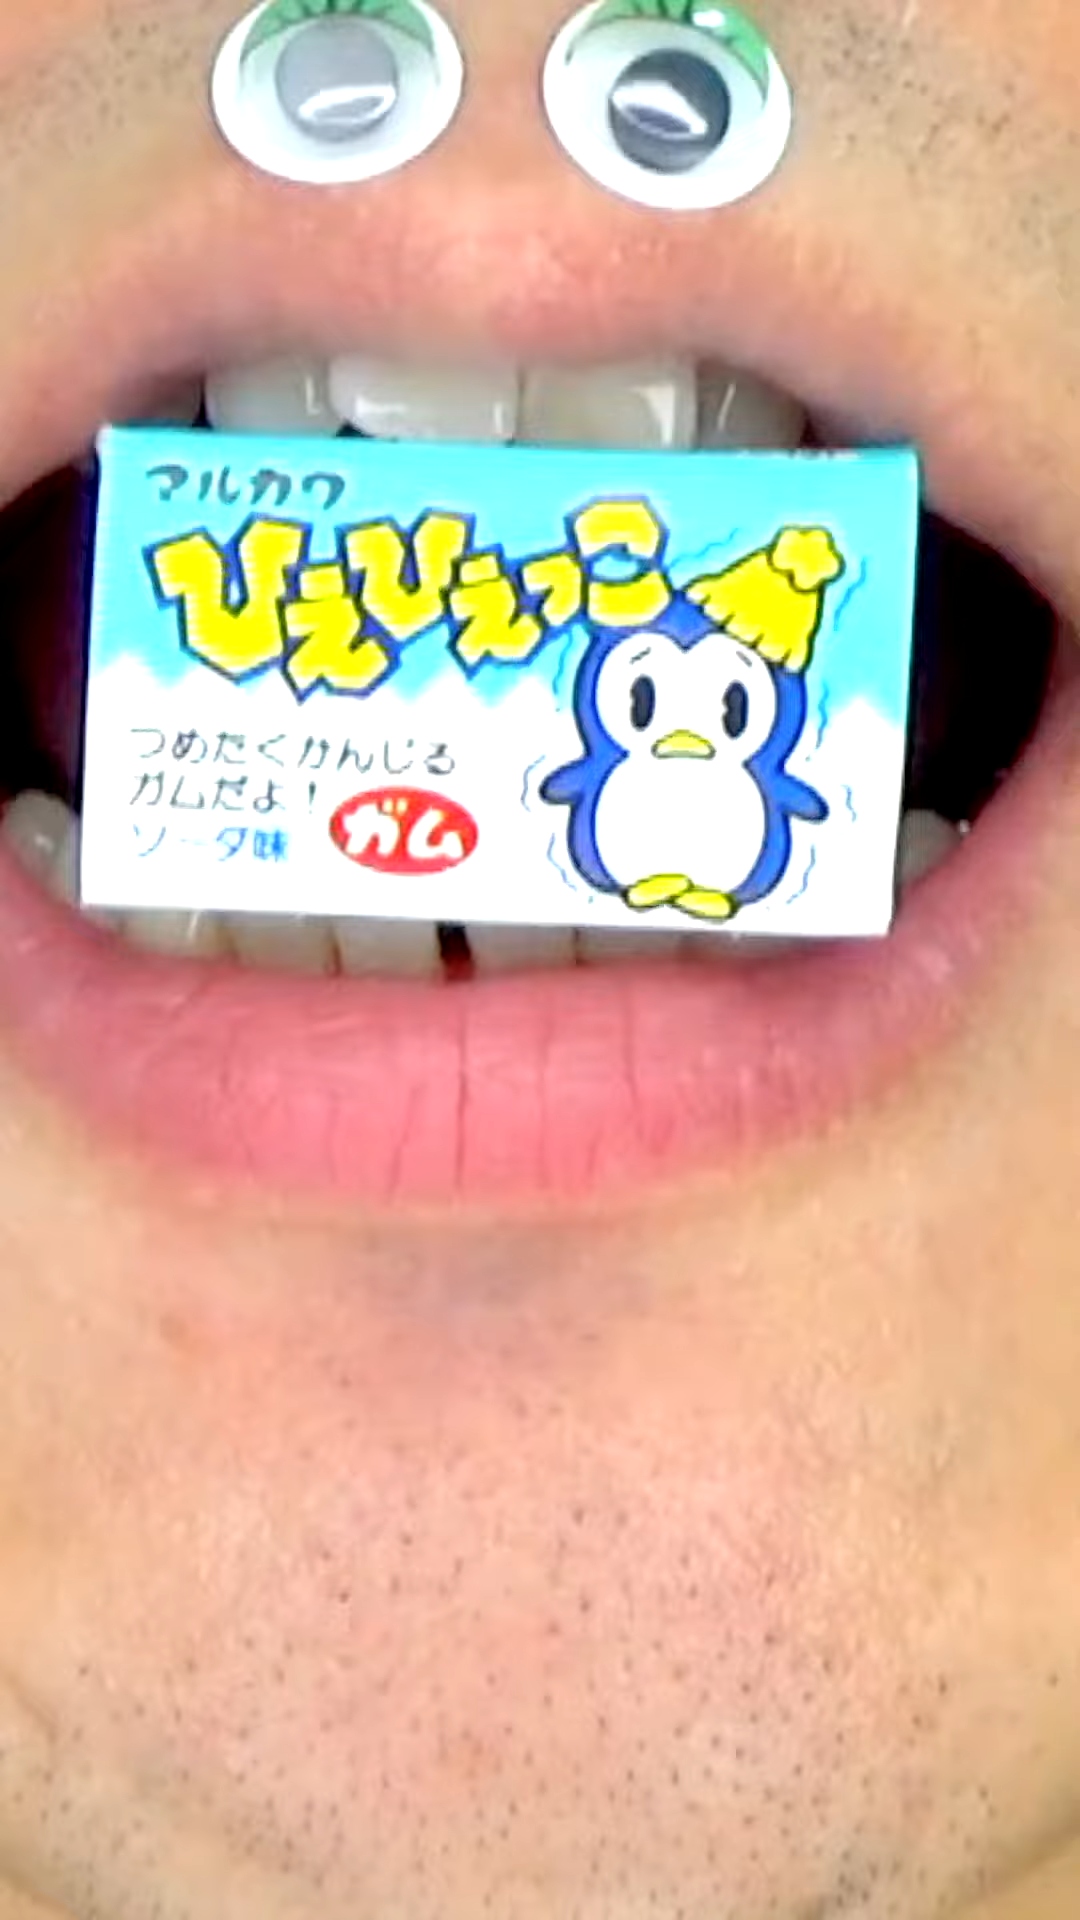 マルカワ
ひえひえっこ
つめたくかんじる
ガムだよ！
ソーダ味
ガム